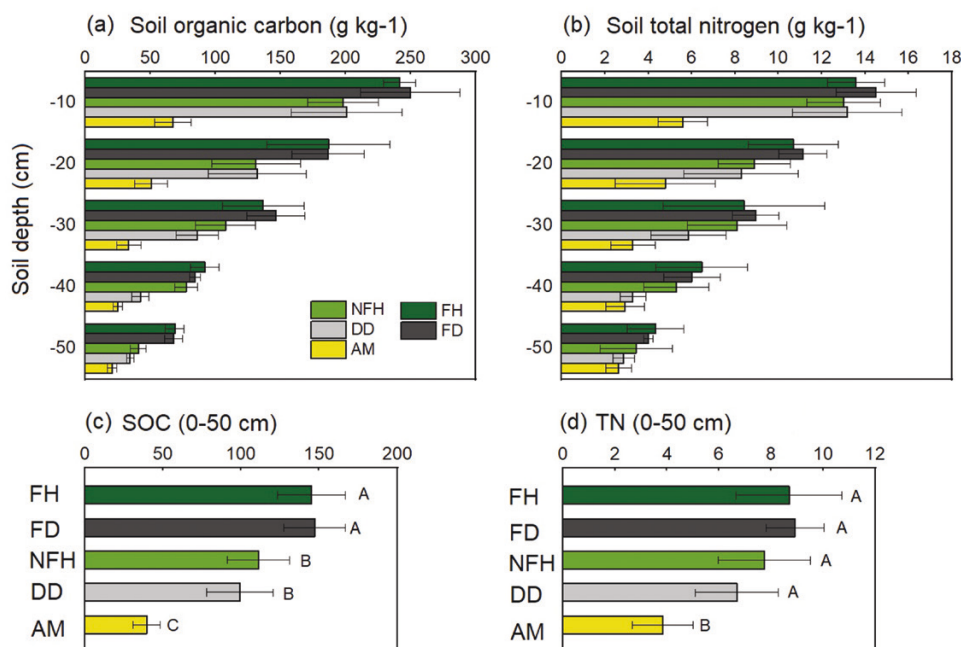 (a) Soil organic carbon (g kg-1)
0 50 100 150 200 250 300
Soil depth (cm)
-10
-20
-30
-40
-50
NFH FH
DD FD
AM
(b) Soil total nitrogen (g kg-1)
0 2 4 6 8 10 12 14 16 18
-10
-20
-30
-40
-50
(c) SOC (0-50 cm)
0 50 100 150 200
FH A
FD A
NFH B
DD B
AM C
(d) TN (0-50 cm)
0 2 4 6 8 10 12
FH A
FD A
NFH A
DD A
AM B